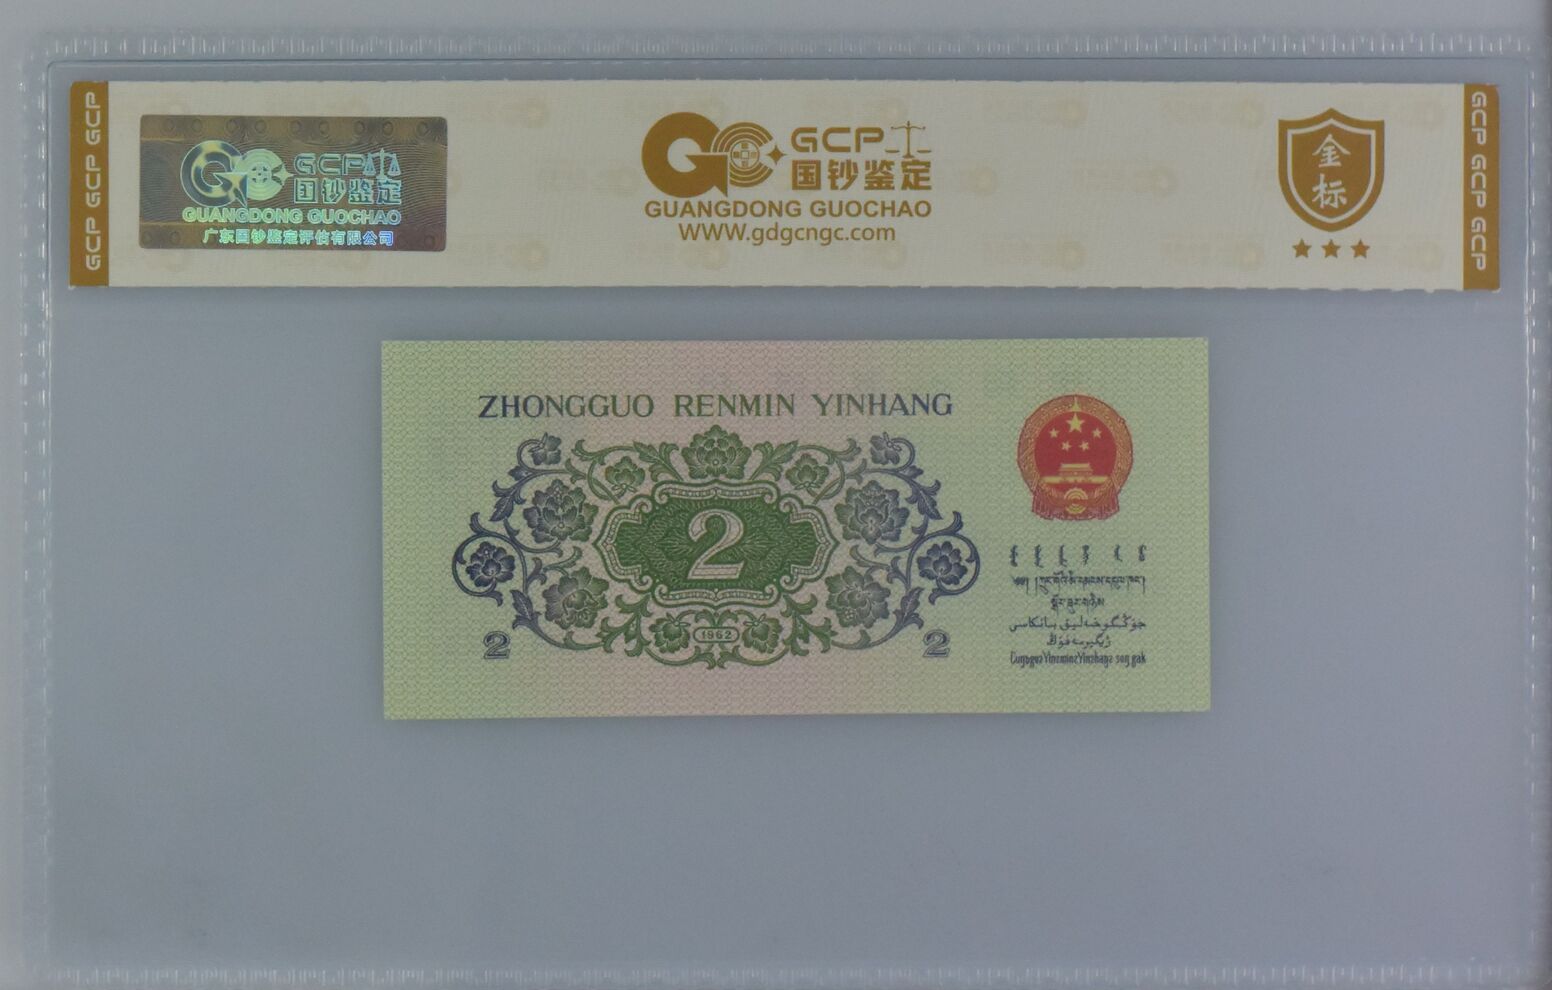 GCP GCP GCP
GCP
国钞鉴定
GUANGDONG GUOCHAO
广东国钞鉴定评估有限公司
GCP
国钞鉴定
GUANGDONG GUOCHAO
WWW.gdgcngc.com
金
标
GCP GCP GCP
ZHONGGUO RENMIN YINHANG
2
1962
2
2
جۇڭگوخەلىق بانكىسى